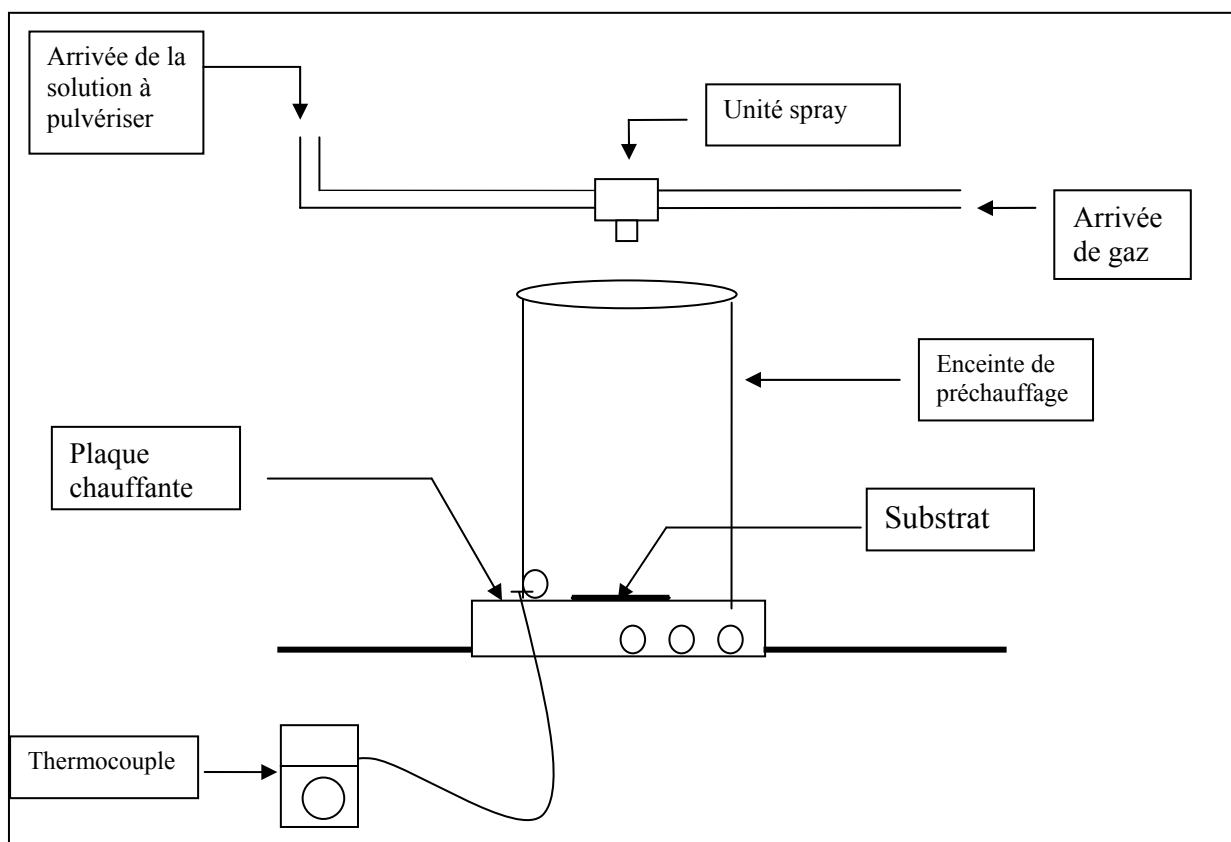 Arrivée de la
solution à
pulvériser
Unité spray
Arrivée
de gaz
Enceinte de
préchauffage
Plaque
chauffante
Substrat
Thermocouple